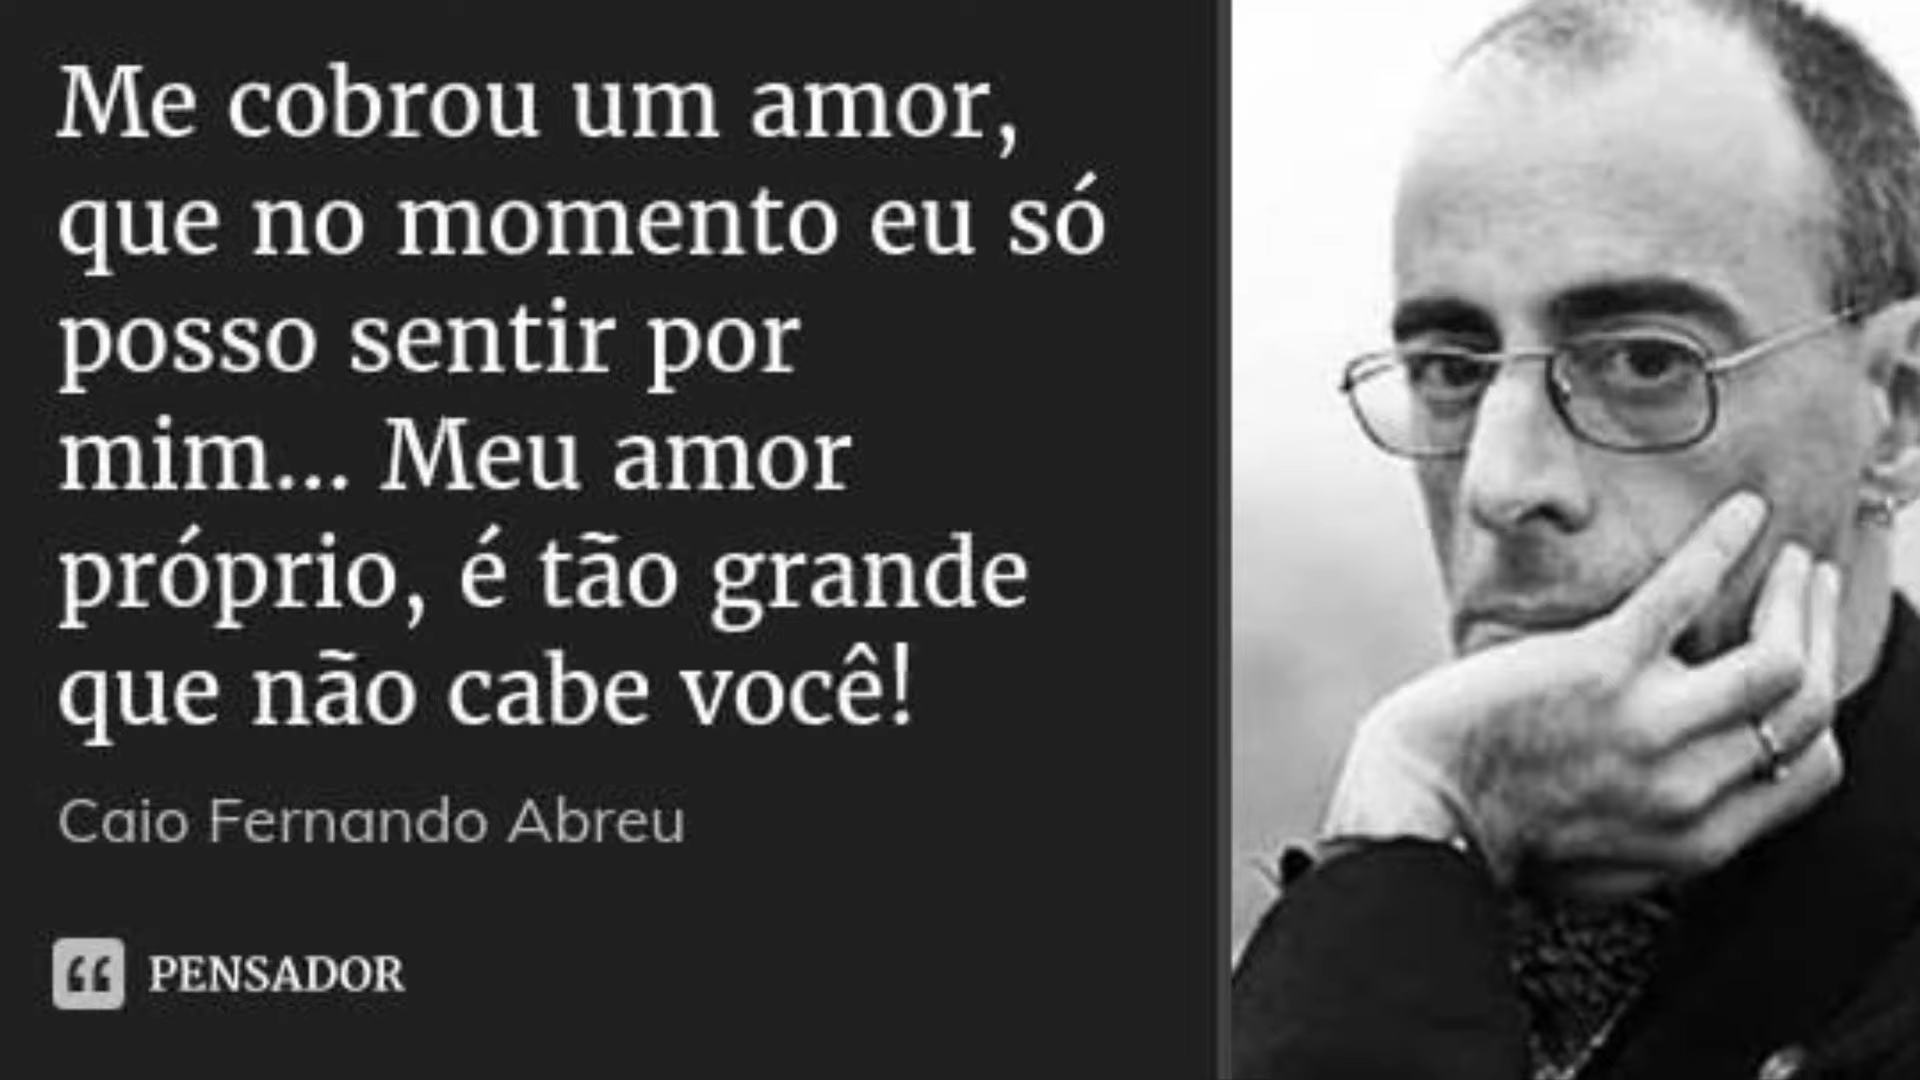 Me cobrou um amor,
que no momento eu só
posso sentir por
mim... Meu amor
próprio, é tão grande
que não cabe você!
Caio Fernando Abreu
“ PENSADOR